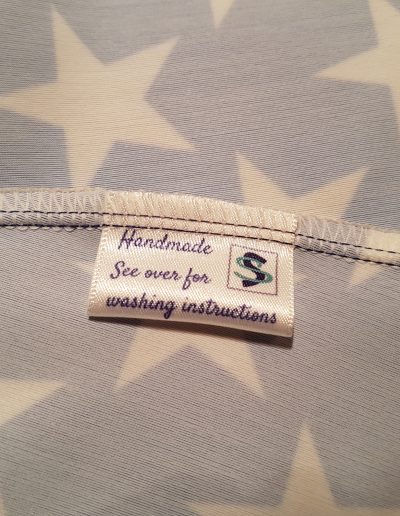 Handmade
See over for
washing instructions
S